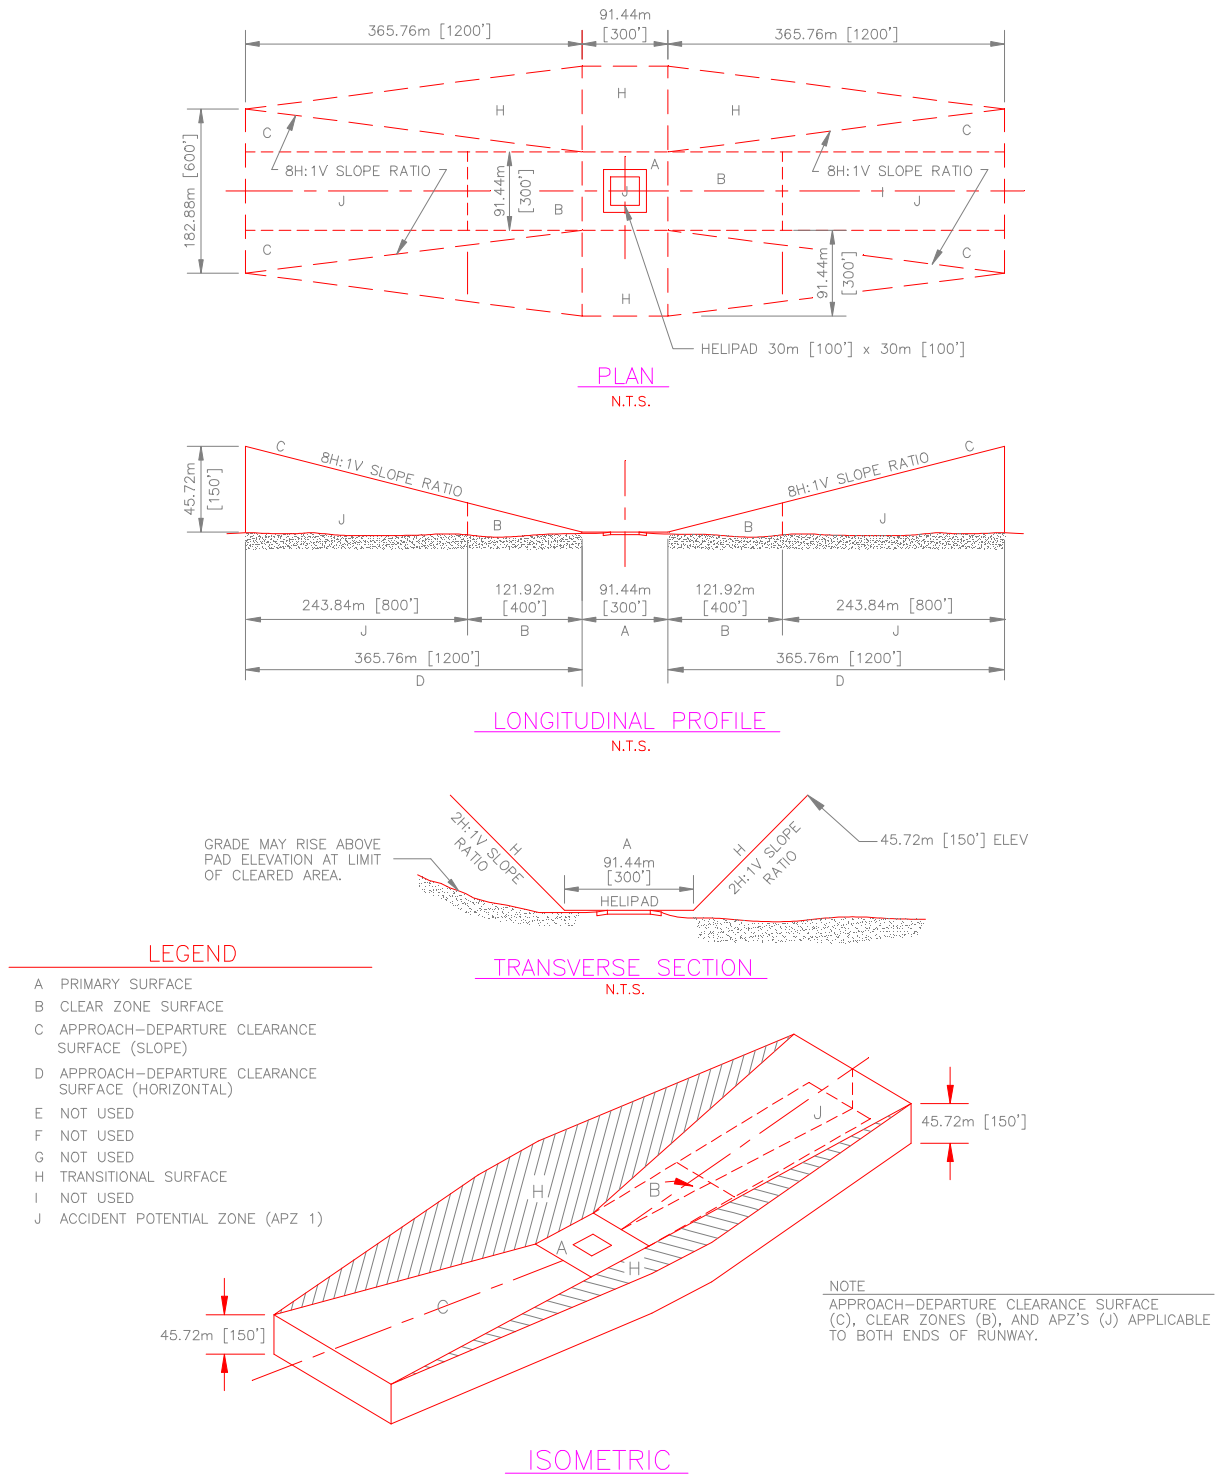 365.76m [1200']
91.44m
[300']
365.76m [1200']
H
H
H
C
C
182.88m [600']
8H:1V SLOPE RATIO
91.44m
[300']
A
B
J
8H:1V SLOPE RATIO
I
J
B
J
C
C
H
91.44m
[300']
HELIPAD 30m [100'] x 30m [100']
PLAN
N.T.S.
C
8H:1V SLOPE RATIO
8H:1V SLOPE RATIO
C
45.72m
[150']
J
B
B
J
243.84m [800']
121.92m
[400']
91.44m
[300']
121.92m
[400']
243.84m [800']
J
B
A
B
J
365.76m [1200']
365.76m [1200']
D
D
LONGITUDINAL PROFILE
N.T.S.
GRADE MAY RISE ABOVE
PAD ELEVATION AT LIMIT
OF CLEARED AREA.
2H:1V SLOPE
RATIO
H
A
91.44m
[300']
HELIPAD
H
2H:1V SLOPE
RATIO
45.72m [150'] ELEV
TRANSVERSE SECTION
N.T.S.
LEGEND
A PRIMARY SURFACE
B CLEAR ZONE SURFACE
C APPROACH-DEPARTURE CLEARANCE
SURFACE (SLOPE)
D APPROACH-DEPARTURE CLEARANCE
SURFACE (HORIZONTAL)
E NOT USED
F NOT USED
G NOT USED
H TRANSITIONAL SURFACE
I NOT USED
J ACCIDENT POTENTIAL ZONE (APZ 1)
J
45.72m [150']
H
B
A
H
C
45.72m [150']
NOTE
APPROACH-DEPARTURE CLEARANCE SURFACE
(C), CLEAR ZONES (B), AND APZ'S (J) APPLICABLE
TO BOTH ENDS OF RUNWAY.
ISOMETRIC